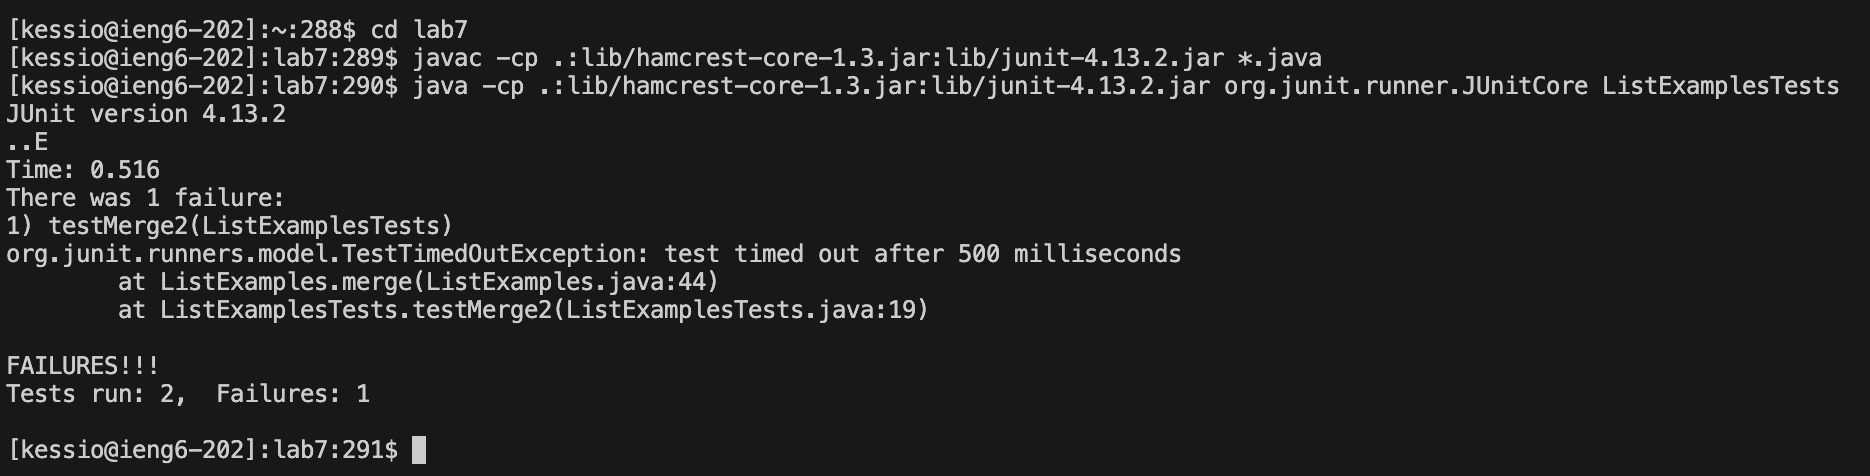 [kessio@ieng6-202]:~:288$ cd lab7
[kessio@ieng6-202]:lab7:289$ javac -cp .:lib/hamcrest-core-1.3.jar:lib/junit-4.13.2.jar *.java
[kessio@ieng6-202]:lab7:290$ java -cp .:lib/hamcrest-core-1.3.jar:lib/junit-4.13.2.jar org.junit.runner.JUnitCore ListExamplesTests
JUnit version 4.13.2
..E
Time: 0.516
There was 1 failure:
1) testMerge2(ListExamplesTests)
org.junit.runners.model.TestTimedOutException: test timed out after 500 milliseconds
        at ListExamples.merge(ListExamples.java:44)
        at ListExamplesTests.testMerge2(ListExamplesTests.java:19)

FAILURES!!!
Tests run: 2,  Failures: 1

[kessio@ieng6-202]:lab7:291$